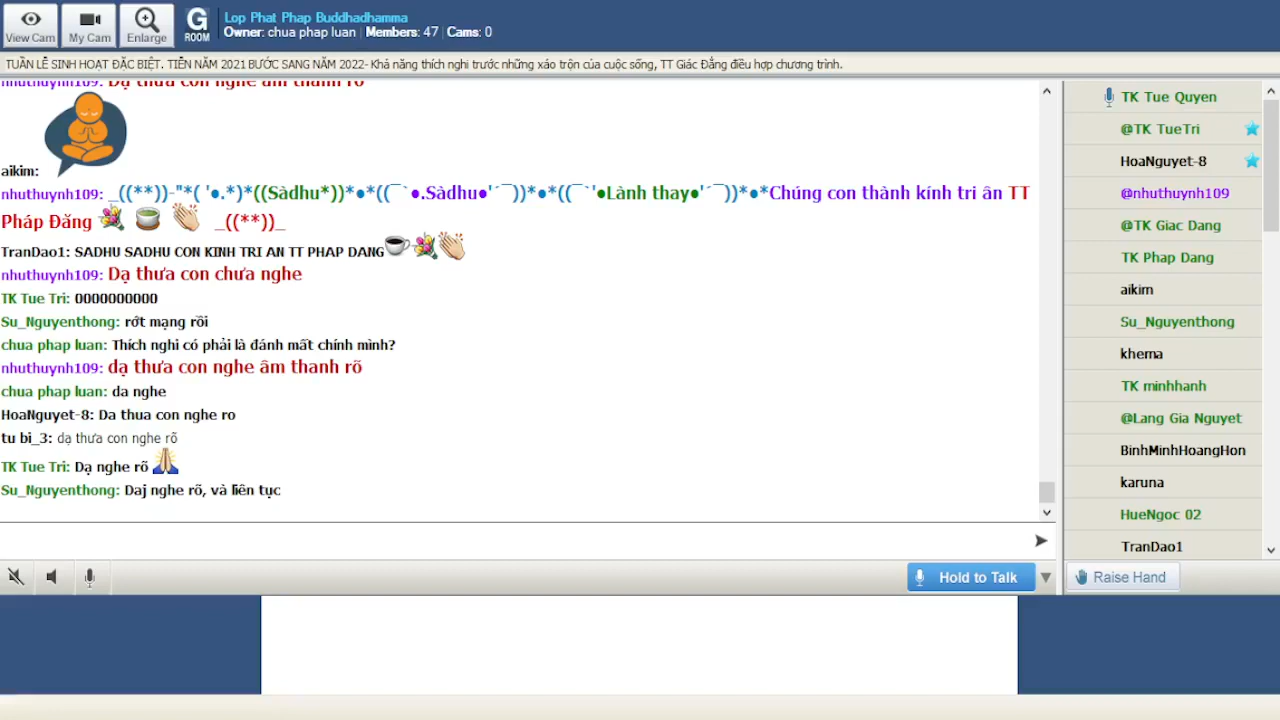 View Cam
My Cam
Enlarge
G
ROOM
Lop Phat Phap Buddhadhamma
Owner: chua phap luan | Members: 47 | Cams: 0
TUẦN LỄ SINH HOẠT ĐẶC BIỆT. TIỄN NĂM 2021 BƯỚC SANG NĂM 2022- Khả năng thích nghi trước những xáo trộn của cuộc sống, TT Giác Đẳng điều hợp chương trình.
nhuthuynh109: Dạ thưa con nghe âm thanh rõ
aikim:
nhuthuynh109: _((**))-"*( '●.*)*((Sàdhu*))*●*((¯`●.Sàdhu●'´¯))*●*((¯`'●Lành thay●'´¯))*●*Chúng con thành kính tri ân TT
Pháp Đăng _((**))_
TranDao1: SADHU SADHU CON KINH TRI AN TT PHAP DANG
nhuthuynh109: Dạ thưa con chưa nghe
TK Tue Tri: 0000000000
Su_Nguyenthong: rớt mạng rồi
chua phap luan: Thích nghi có phải là đánh mất chính mình?
nhuthuynh109: dạ thưa con nghe âm thanh rõ
chua phap luan: da nghe
HoaNguyet-8: Da thua con nghe ro
tu bi_3: dạ thưa con nghe rõ
TK Tue Tri: Dạ nghe rõ
Su_Nguyenthong: Daj nghe rõ, và liên tục
Hold to Talk
TK Tue Quyen
@TK TueTri
HoaNguyet-8
@nhuthuynh109
@TK Giac Dang
TK Phap Dang
aikim
Su_Nguyenthong
khema
TK minhhanh
@Lang Gia Nguyet
BinhMinhHoangHon
karuna
HueNgoc 02
TranDao1
Raise Hand